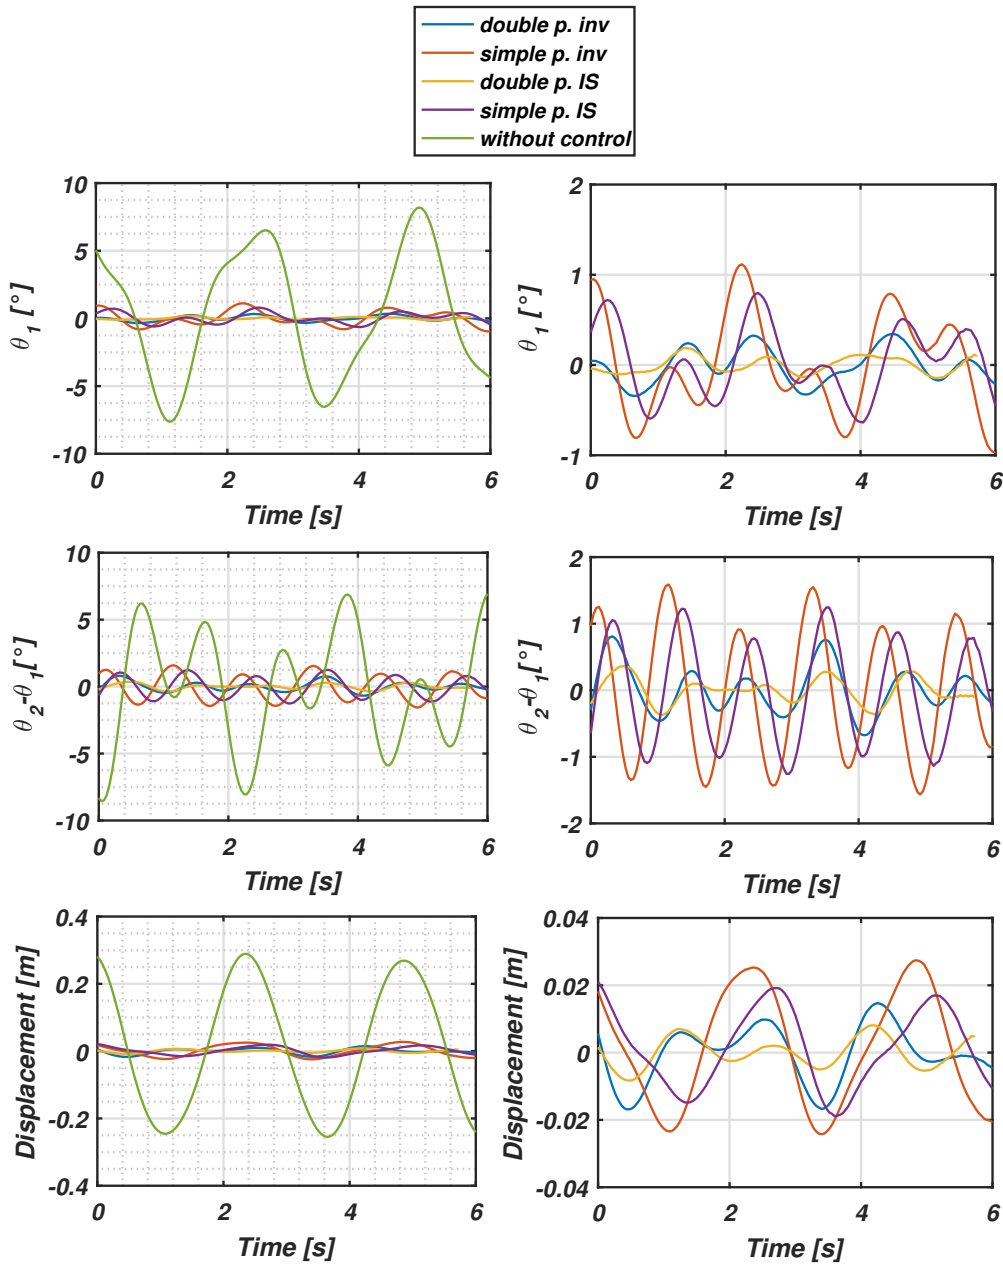 double p. inv
simple p. inv
double p. IS
simple p. IS
without control
10
5
0
-5
-10
θ1 [°]
0 2 4 6
Time [s]
2
1
0
-1
θ1 [°]
0 2 4 6
Time [s]
10
5
0
-5
-10
θ2-θ1[°]
0 2 4 6
Time [s]
2
1
0
-1
-2
θ2-θ1[°]
0 2 4 6
Time [s]
0.4
0.2
0
-0.2
-0.4
Displacement [m]
0 2 4 6
Time [s]
0.04
0.02
0
-0.02
-0.04
Displacement [m]
0 2 4 6
Time [s]